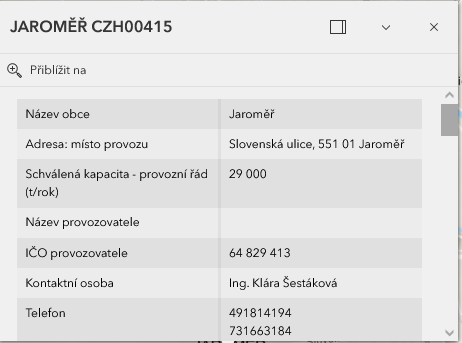 JAROMĚŘ CZH00415
Přiblížit na
Název obce Jaroměř
Adresa: místo provozu Slovenská ulice, 551 01 Jaroměř
Schválená kapacita - provozní řád 29 000
(t/rok)
Název provozovatele
IČO provozovatele 64 829 413
Kontaktní osoba Ing. Klára Šestáková
Telefon 491814194
731663184